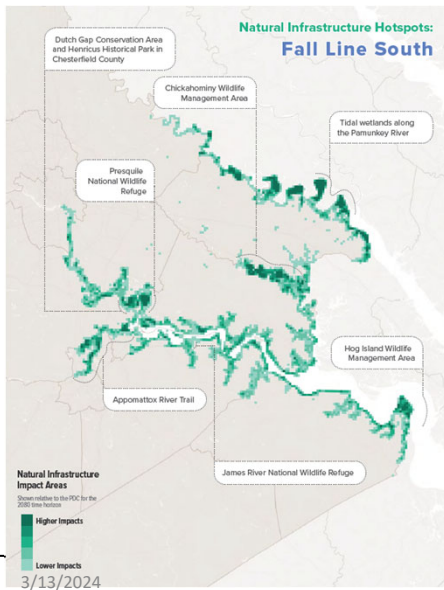 Natural Infrastructure Hotspots:
Fall Line South
Dutch Gap Conservation Area
and Henricus Historical Park in
Chesterfield County
Chickahominy Wildlife
Management Area
Tidal wetlands along
the Pamunkey River
Presquile
National Wildlife
Refuge
Hog Island Wildlife
Management Area
Appomattox River Trail
James River National Wildlife Refuge
Natural Infrastructure
Impact Areas
Shown relative to the PDC for the
2080 time horizon
Higher Impacts
Lower Impacts
3/13/2024